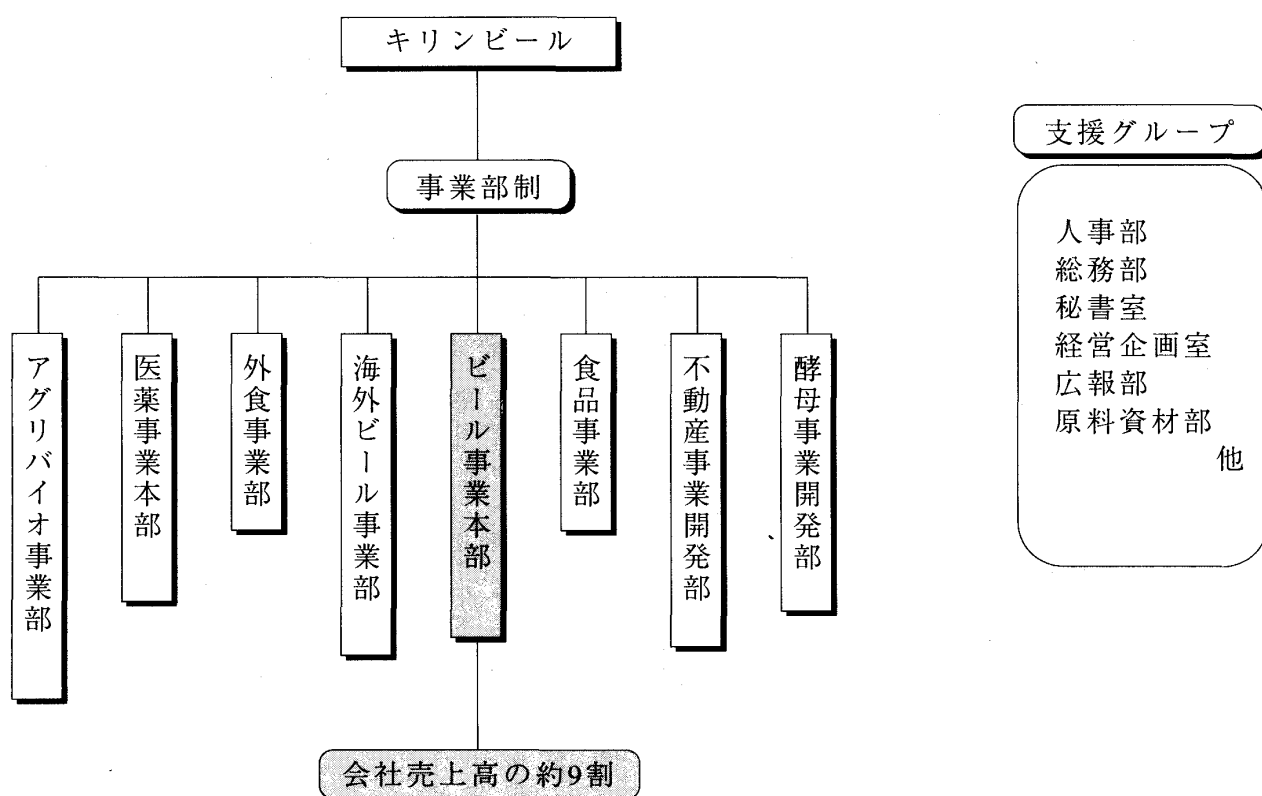 キリンビール
支援グループ
事業部制
人事部
総務部
秘書室
経営企画室
広報部
原料資材部
他
アグリバイオ事業部
医薬事業本部
外食事業部
海外ビール事業部
ビール事業本部
食品事業部
不動産事業開発部
酵母事業開発部
会社売上高の約9割